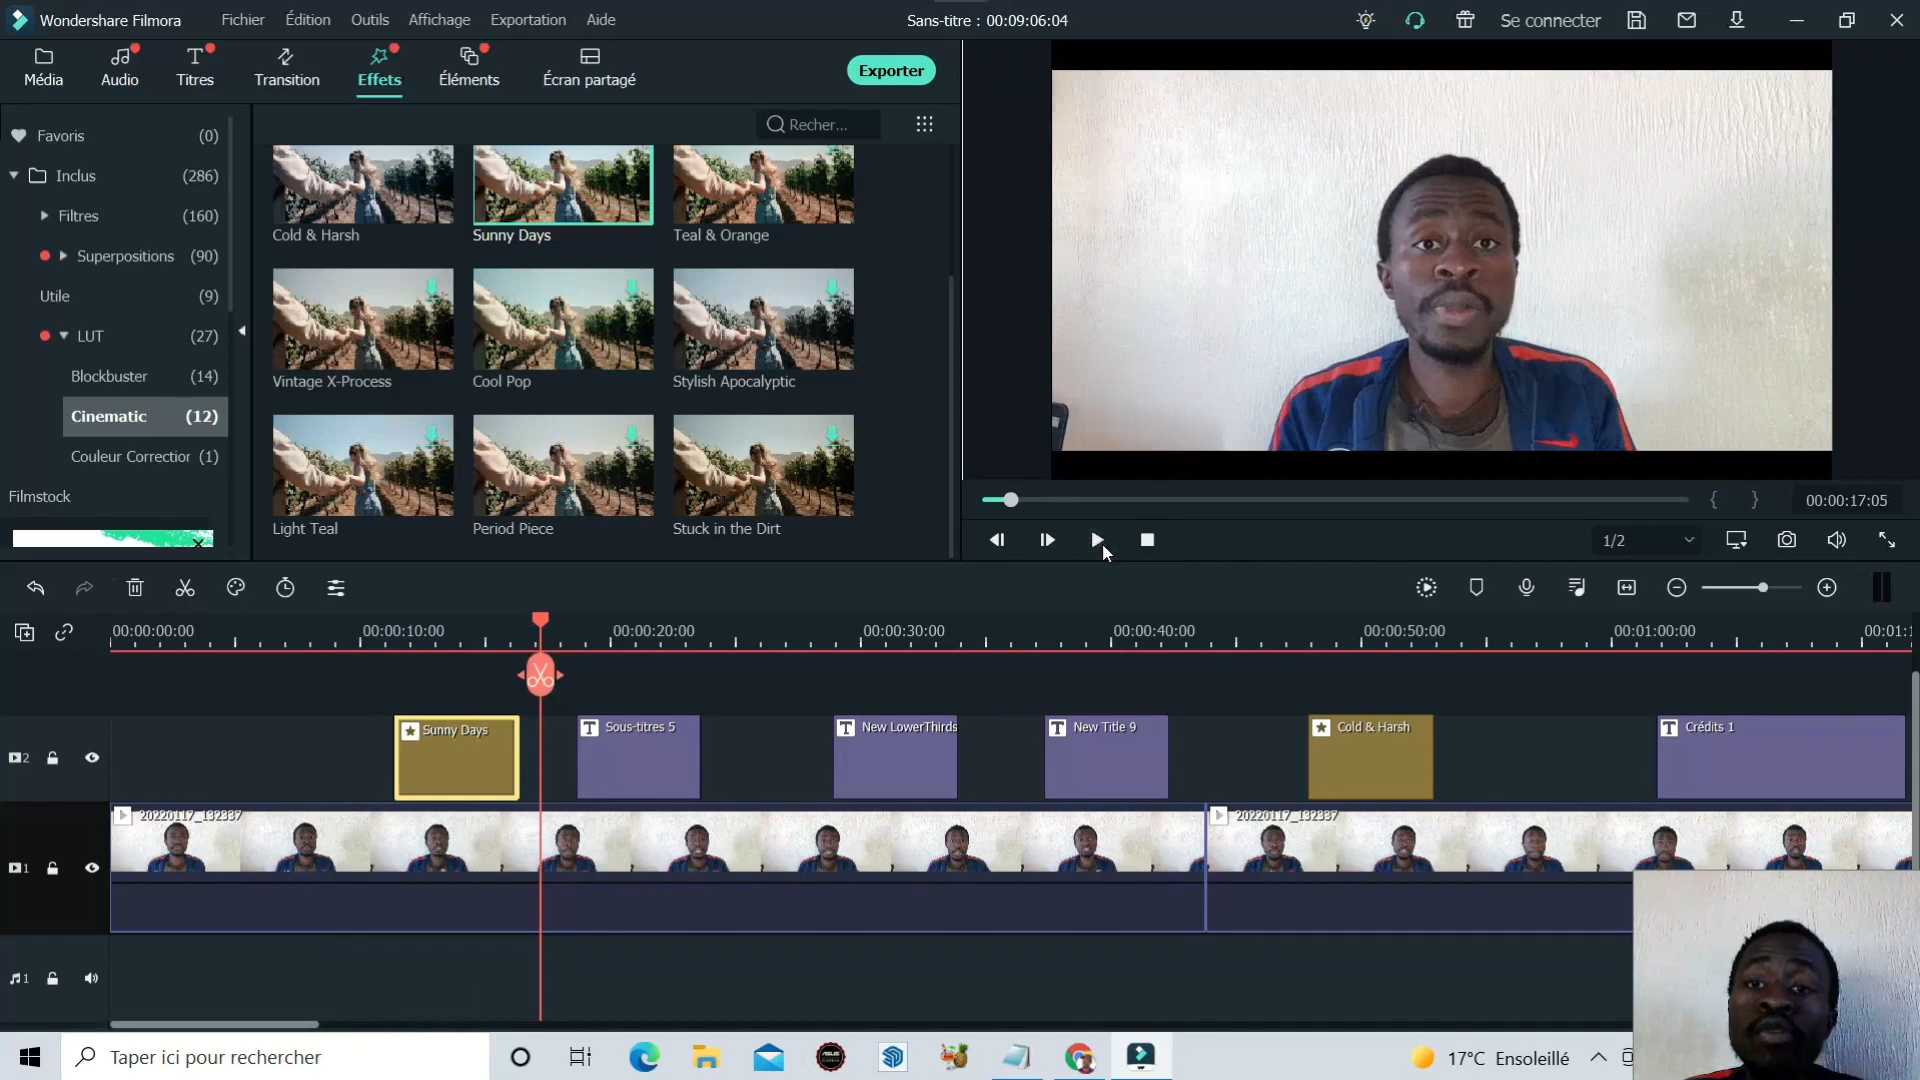 Wondershare Filmora
Fichier
Édition
Outils
Affichage
Exportation
Aide
Sans-titre : 00:09:06:04
Se connecter
Média
Audio
Titres
Transition
Effets
Éléments
Écran partagé
Exporter
Favoris (0)
Inclus (286)
Filtres (160)
Superpositions (90)
Utile (9)
LUT (27)
Blockbuster (14)
Cinematic (12)
Couleur Correction (1)
Filmstock
Recher...
Cold & Harsh
Sunny Days
Teal & Orange
Vintage X-Process
Cool Pop
Stylish Apocalyptic
Light Teal
Period Piece
Stuck in the Dirt
{ }
00:00:17:05
1/2
00:00:00:00
00:00:10:00
00:00:20:00
00:00:30:00
00:00:40:00
00:00:50:00
00:01:00:00
00:01:1
2
Sunny Days
Sous-titres 5
New LowerThirds
New Title 9
Cold & Harsh
Crédits 1
1
20220117_132337
20220117_132337
1
Taper ici pour rechercher
17°C Ensoleillé